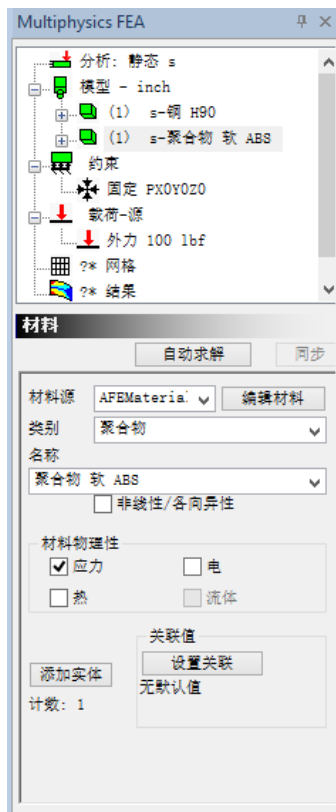 Multiphysics FEA
分析: 静态 s
模型 - inch
(1) s-铜 H90
(1) s-聚合物 软 ABS
约束
固定 PX0Y0Z0
载荷-源
外力 100 lbf
?* 网格
?* 结果
材料
自动求解 同步
材料源 AFEMaterial 编辑材料
类别 聚合物
名称
聚合物 软 ABS
非线性/各向异性
材料物理性
应力 电
热 流体
关联值
添加实体 设置关联
计数: 1 无默认值